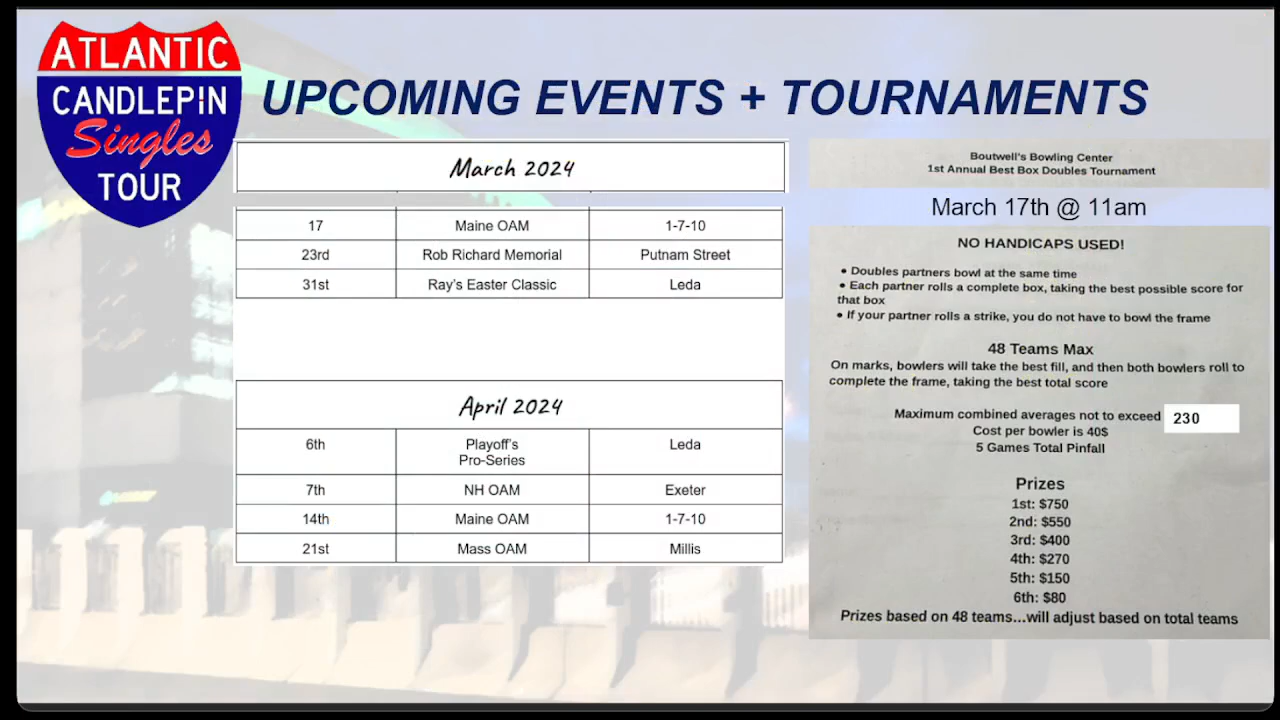 ATLANTIC
CANDLEPIN
Singles
TOUR
UPCOMING EVENTS + TOURNAMENTS
March 2024
17 Maine OAM 1-7-10
23rd Rob Richard Memorial Putnam Street
31st Ray's Easter Classic Leda
April 2024
6th Playoff's Leda
Pro-Series
7th NH OAM Exeter
14th Maine OAM 1-7-10
21st Mass OAM Millis
Boutwell's Bowling Center
1st Annual Best Box Doubles Tournament
March 17th @ 11am
NO HANDICAPS USED!
• Doubles partners bowl at the same time
• Each partner rolls a complete box, taking the best possible score for
that box
• If your partner rolls a strike, you do not have to bowl the frame
48 Teams Max
On marks, bowlers will take the best fill, and then both bowlers roll to
complete the frame, taking the best total score
Maximum combined averages not to exceed 230
Cost per bowler is 40$
5 Games Total Pinfall
Prizes
1st: $750
2nd: $550
3rd: $400
4th: $270
5th: $150
6th: $80
Prizes based on 48 teams...will adjust based on total teams